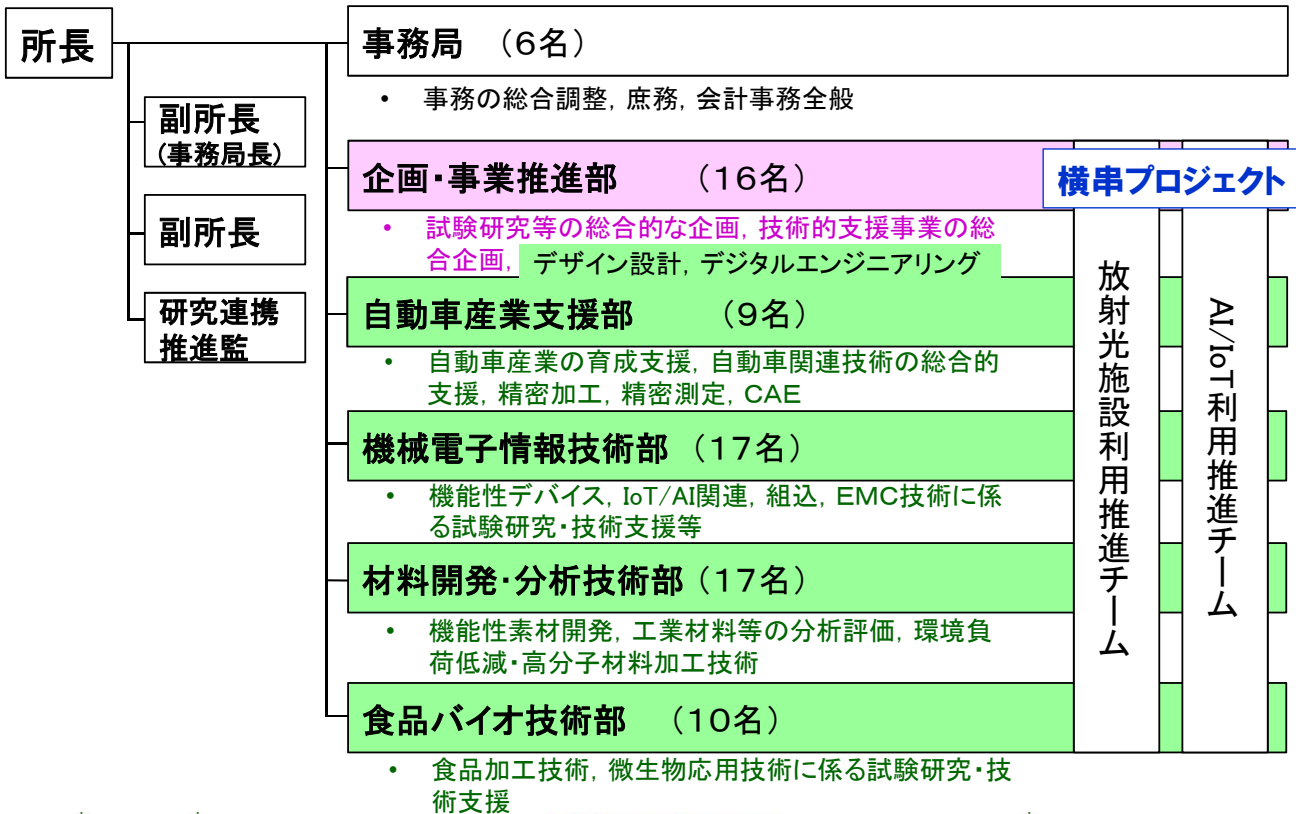 所長
副所長
(事務局長)
副所長
研究連携
推進監
事務局 （6名）
• 事務の総合調整, 庶務, 会計事務全般
企画・事業推進部 （16名）
• 試験研究等の総合的な企画, 技術的支援事業の総
合企画, デザイン設計, デジタルエンジニアリング
自動車産業支援部 （9名）
• 自動車産業の育成支援, 自動車関連技術の総合的
支援, 精密加工, 精密測定, CAE
機械電子情報技術部 （17名）
• 機能性デバイス, IoT/AI関連, 組込, EMC技術に係
る試験研究・技術支援等
材料開発・分析技術部 （17名）
• 機能性素材開発, 工業材料等の分析評価, 環境負
荷低減・高分子材料加工技術
食品バイオ技術部 （10名）
• 食品加工技術, 微生物応用技術に係る試験研究・技
術支援
横串プロジェクト
放射光施設利用推進チーム
AI/IoT利用推進チーム